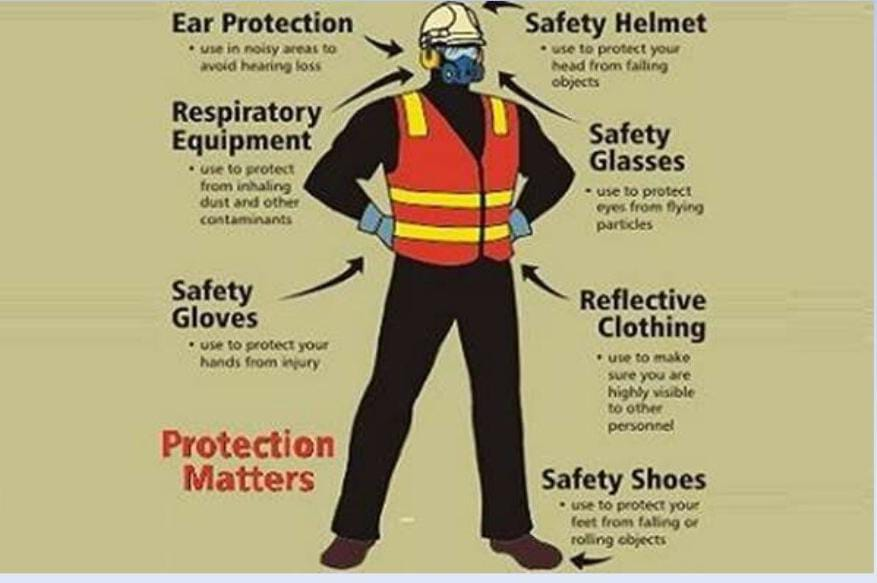 Ear Protection
• use in noisy areas to
avoid hearing loss
Respiratory
Equipment
• use to protect
from inhaling
dust and other
contaminants
Safety
Gloves
• use to protect your
hands from injury
Protection
Matters
Safety Helmet
• use to protect your
head from falling
objects
Safety
Glasses
• use to protect
eyes from flying
particles
Reflective
Clothing
• use to make
sure you are
highly visible
to other
personnel
Safety Shoes
• use to protect your
feet from falling or
rolling objects